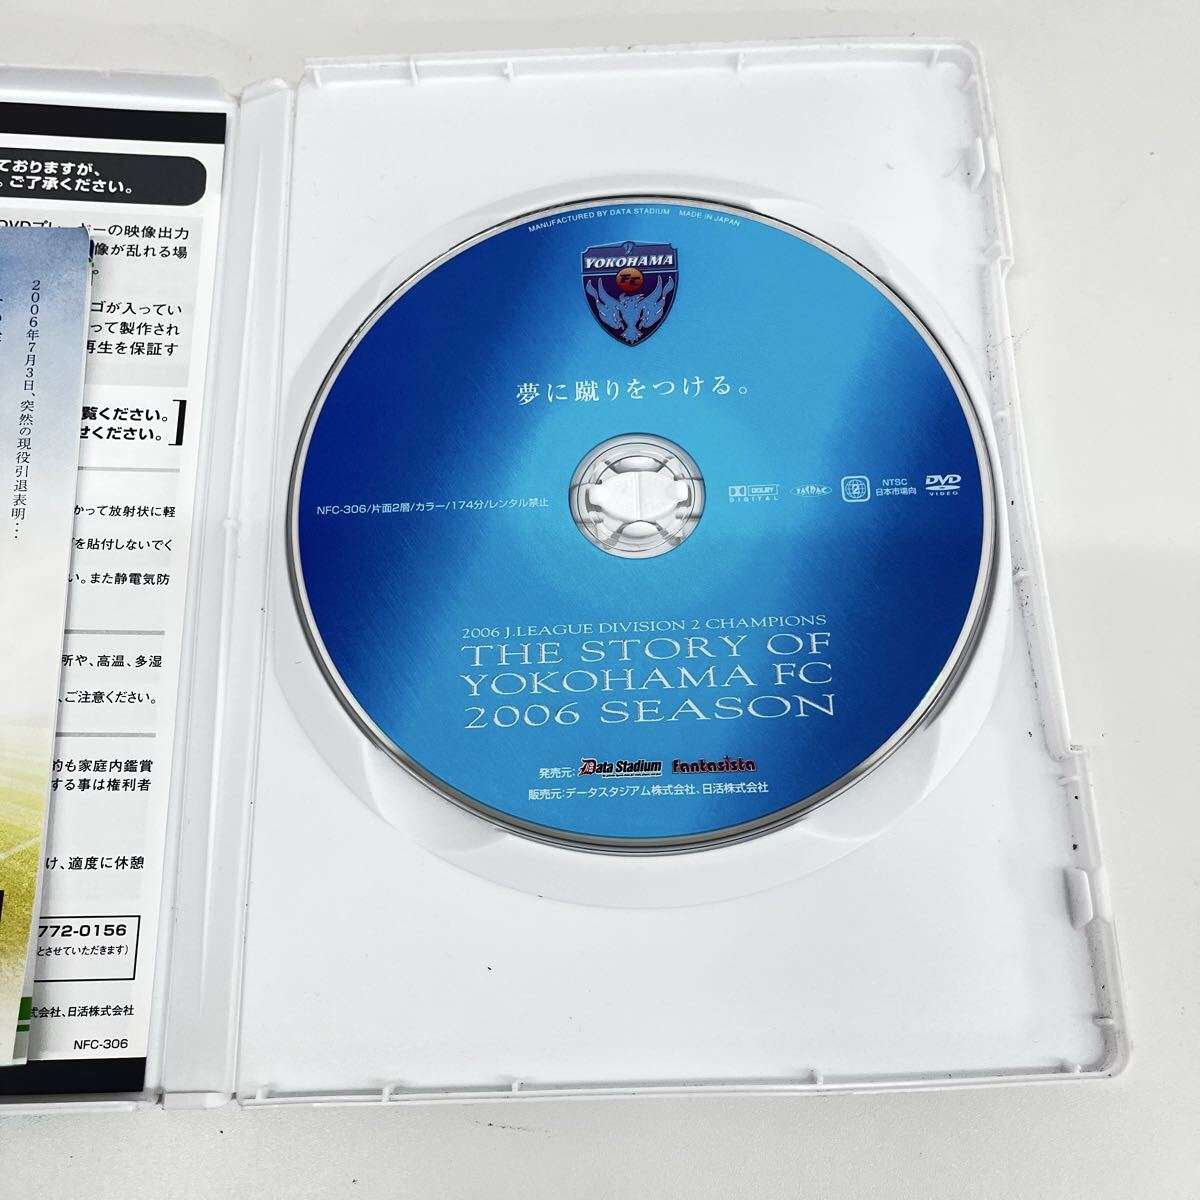 ておりますが、
。ご了承ください。
ーの映像出力
像が乱れる場
。
ゴが入ってい
って製作され
再生を保証す
覧ください。
せください。
かって放射状に軽
を貼付しないでく
い。また静電気防
所や、高温、多湿
、ご注意ください。
的も家庭内鑑賞
する事は権利者
け、適度に休憩
772-0156
とさせていただきます)
式会社、日活株式会社
NFC-306
2006年7月3日、突然の現役引退表明…
MANUFACTURED BY DATA STADIUM MADE IN JAPAN
YOKOHAMA
FC
夢に蹴りをつける。
NFC-306/片面2層/カラー/174分/レンタル禁止
DOLBY
DIGITAL
2
NTSC
日本市場向
DVD
VIDEO
2006 J.LEAGUE DIVISION 2 CHAMPIONS
THE STORY OF
YOKOHAMA FC
2006 SEASON
発売元: Data Stadium fantasista
販売元:データスタジアム株式会社、日活株式会社